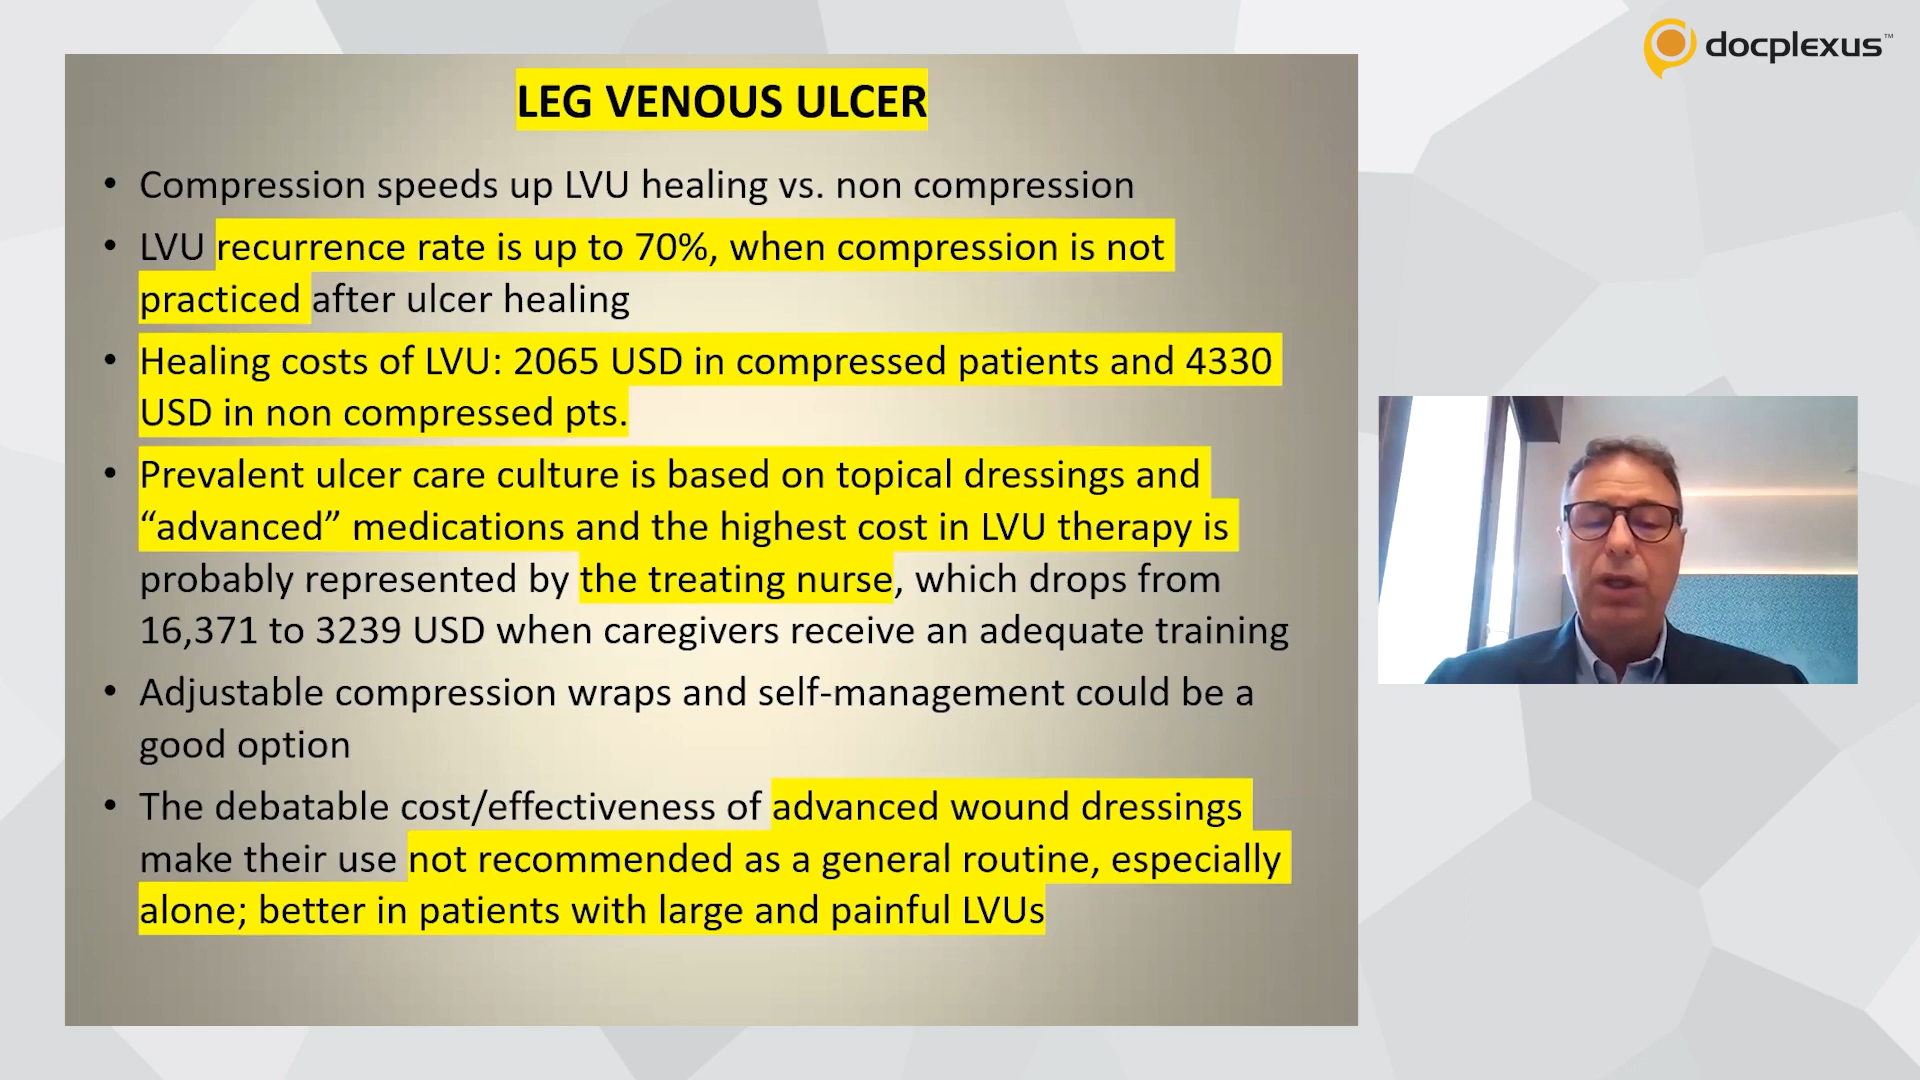 docplexus™
LEG VENOUS ULCER
• Compression speeds up LVU healing vs. non compression
• LVU recurrence rate is up to 70%, when compression is not
practiced after ulcer healing
• Healing costs of LVU: 2065 USD in compressed patients and 4330
USD in non compressed pts.
• Prevalent ulcer care culture is based on topical dressings and
“advanced” medications and the highest cost in LVU therapy is
probably represented by the treating nurse, which drops from
16,371 to 3239 USD when caregivers receive an adequate training
• Adjustable compression wraps and self-management could be a
good option
• The debatable cost/effectiveness of advanced wound dressings
make their use not recommended as a general routine, especially
alone; better in patients with large and painful LVUs